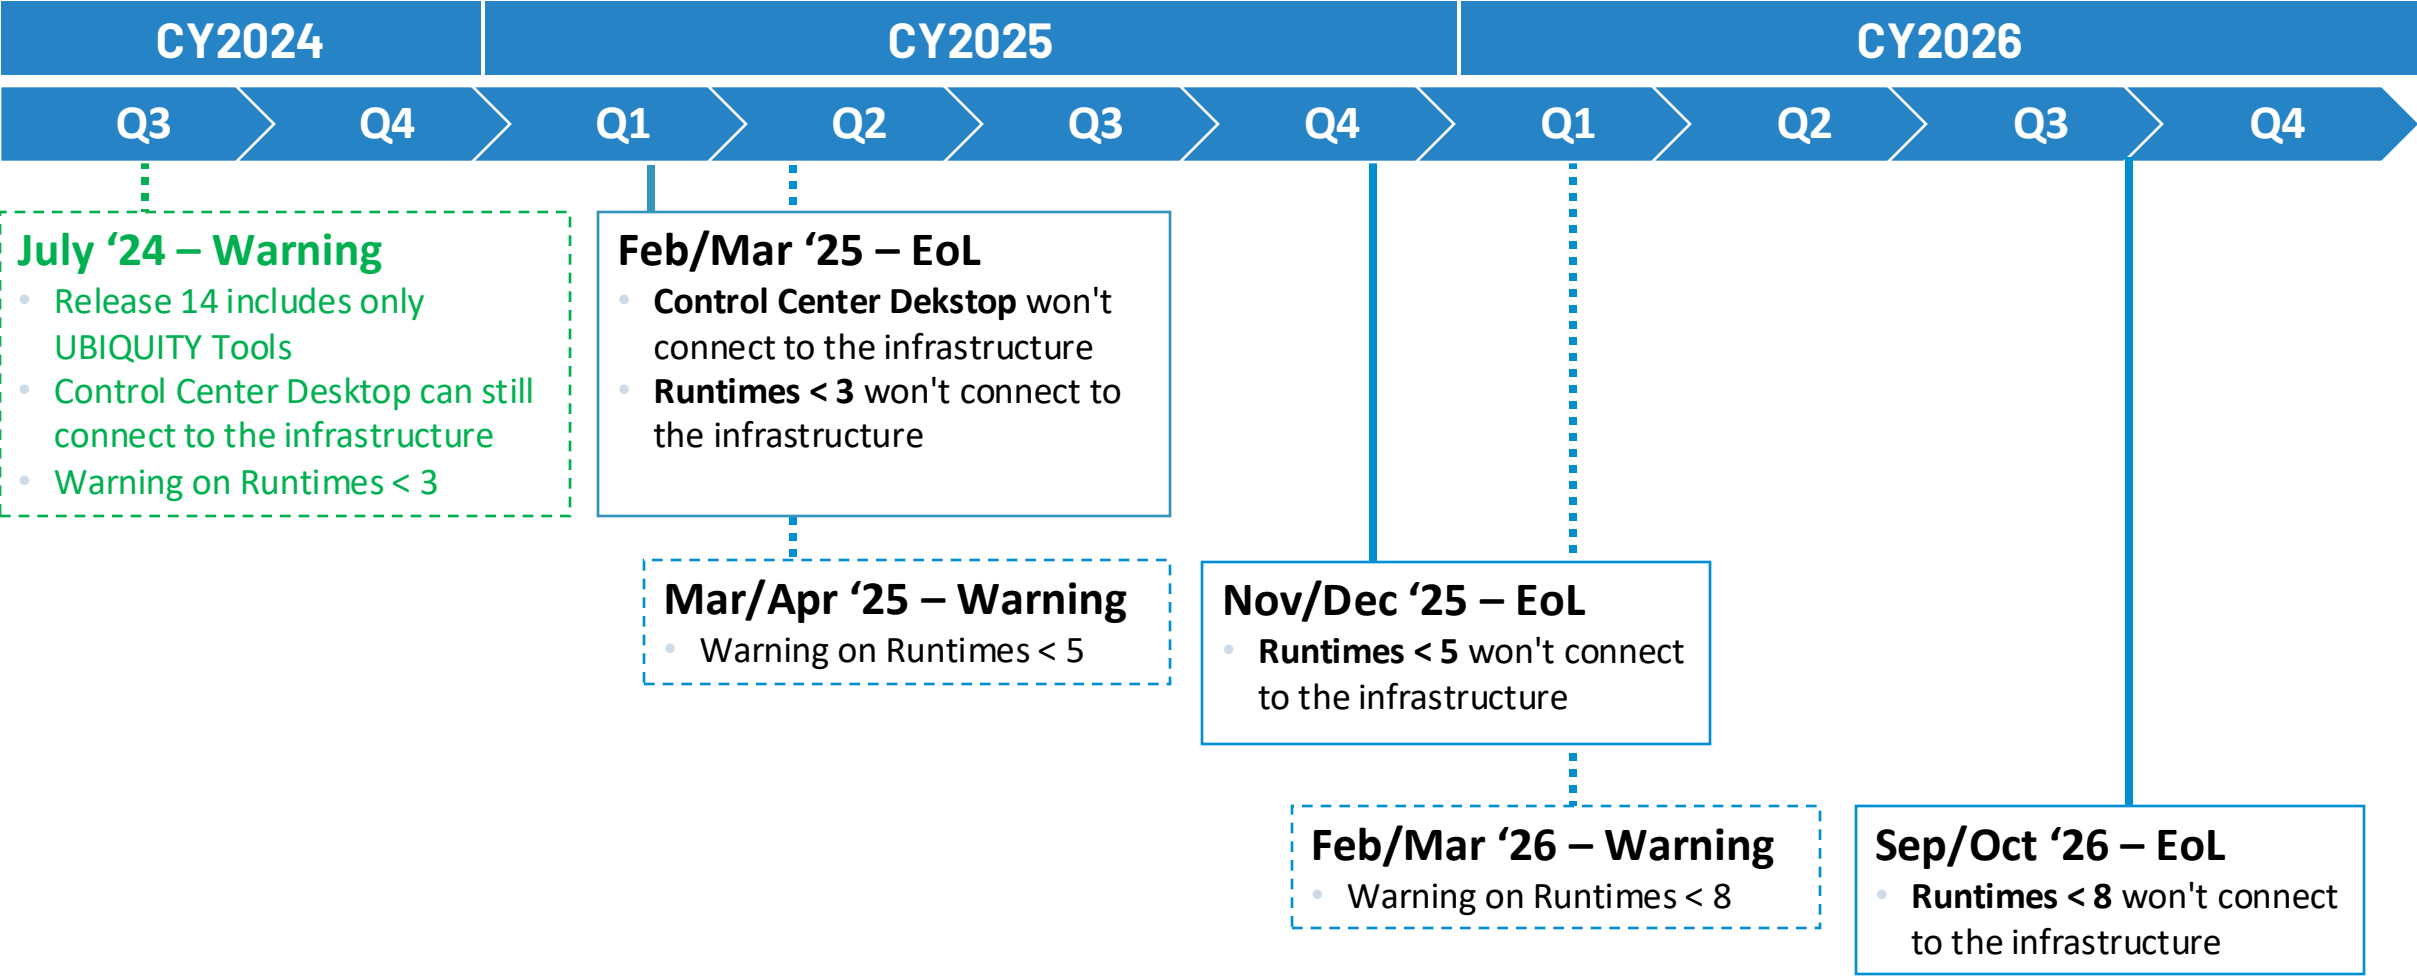 CY2024
CY2025
CY2026
Q3
Q4
Q1
Q2
Q3
Q4
Q1
Q2
Q3
Q4
July ‘24 – Warning
• Release 14 includes only
UBIQUITY Tools
• Control Center Desktop can still
connect to the infrastructure
• Warning on Runtimes < 3
Feb/Mar ‘25 – EoL
• Control Center Dekstop won't
connect to the infrastructure
• Runtimes < 3 won't connect to
the infrastructure
Mar/Apr ‘25 – Warning
• Warning on Runtimes < 5
Nov/Dec ‘25 – EoL
• Runtimes < 5 won't connect
to the infrastructure
Feb/Mar ‘26 – Warning
• Warning on Runtimes < 8
Sep/Oct ‘26 – EoL
• Runtimes < 8 won't connect
to the infrastructure